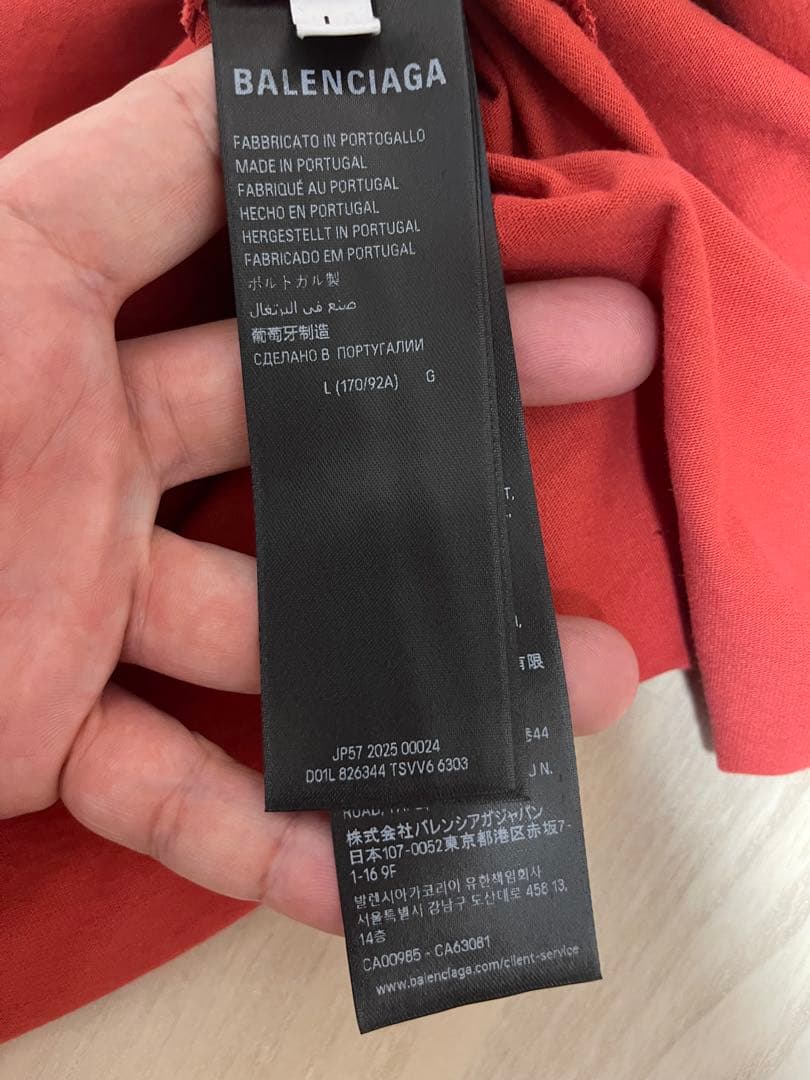 BALENCIAGA
FABBRICATO IN PORTOGALLO
MADE IN PORTUGAL
FABRIQUÉ AU PORTUGAL
HECHO EN PORTUGAL
HERGESTELLT IN PORTUGAL
FABRICADO EM PORTUGAL
ポルトガル製
صنع في البرتغال
葡萄牙制造
СДЕЛАНО В ПОРТУГАЛИИ
L (170/92A) G
JP57 2025 00024
D01L 826344 TSVV6 6303
T,
有限
44
N.
ROAD,
株式会社バレンシアガジャパン
日本107-0052東京都港区赤坂7-
1-16 9F
발렌시아가코리아 유한책임회사
서울특별시 강남구 도산대로 458 13,
14층
CA00985 - CA63081
www.balenciaga.com/client-service